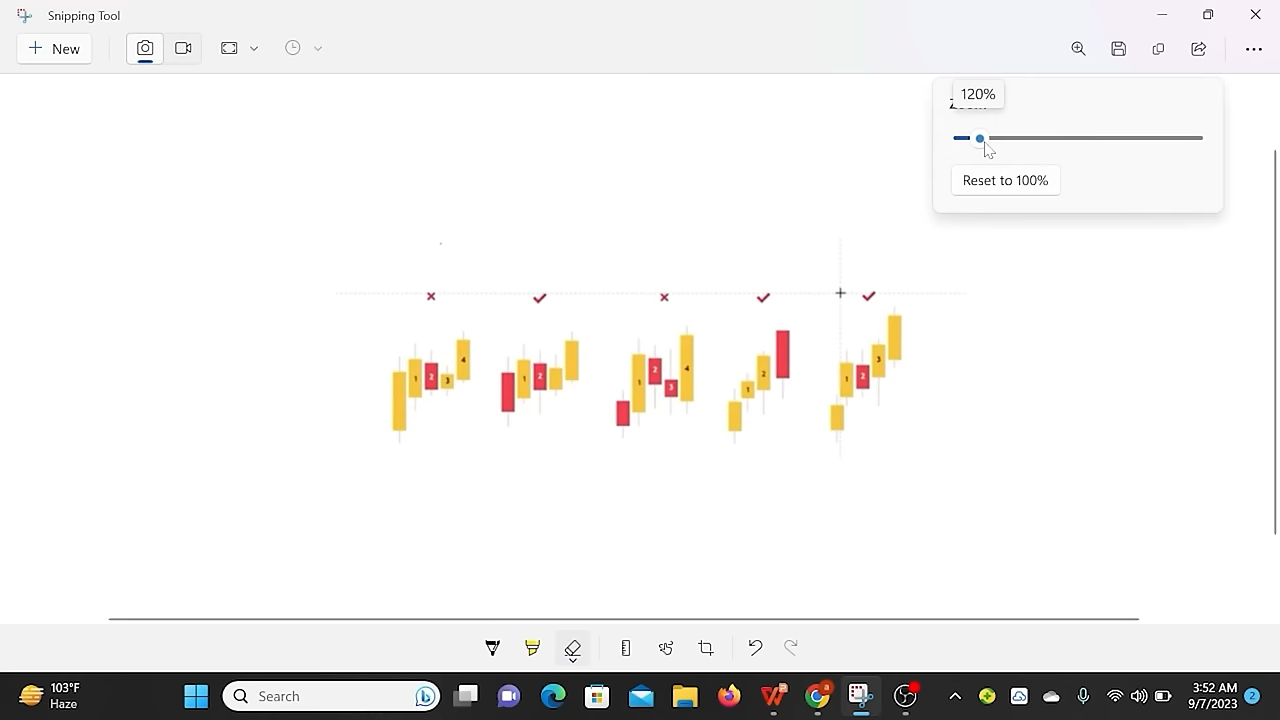 Snipping Tool
New
120%
Reset to 100%
1 2 3 4
1 2
1 2 3 4
1 2
1 2 3
103°F
Haze
Search
3:52 AM
9/7/2023
2